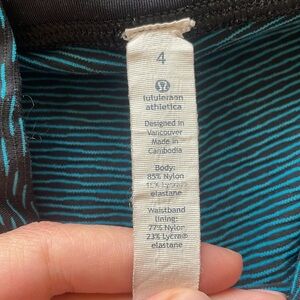 4
lululemon
athletica
Designed in
Vancouver
Made in
Cambodia
Body:
85% Nylon
15% Lycra®
elastane
Waistband
lining:
77% Nylon
23% Lycra®
elastane